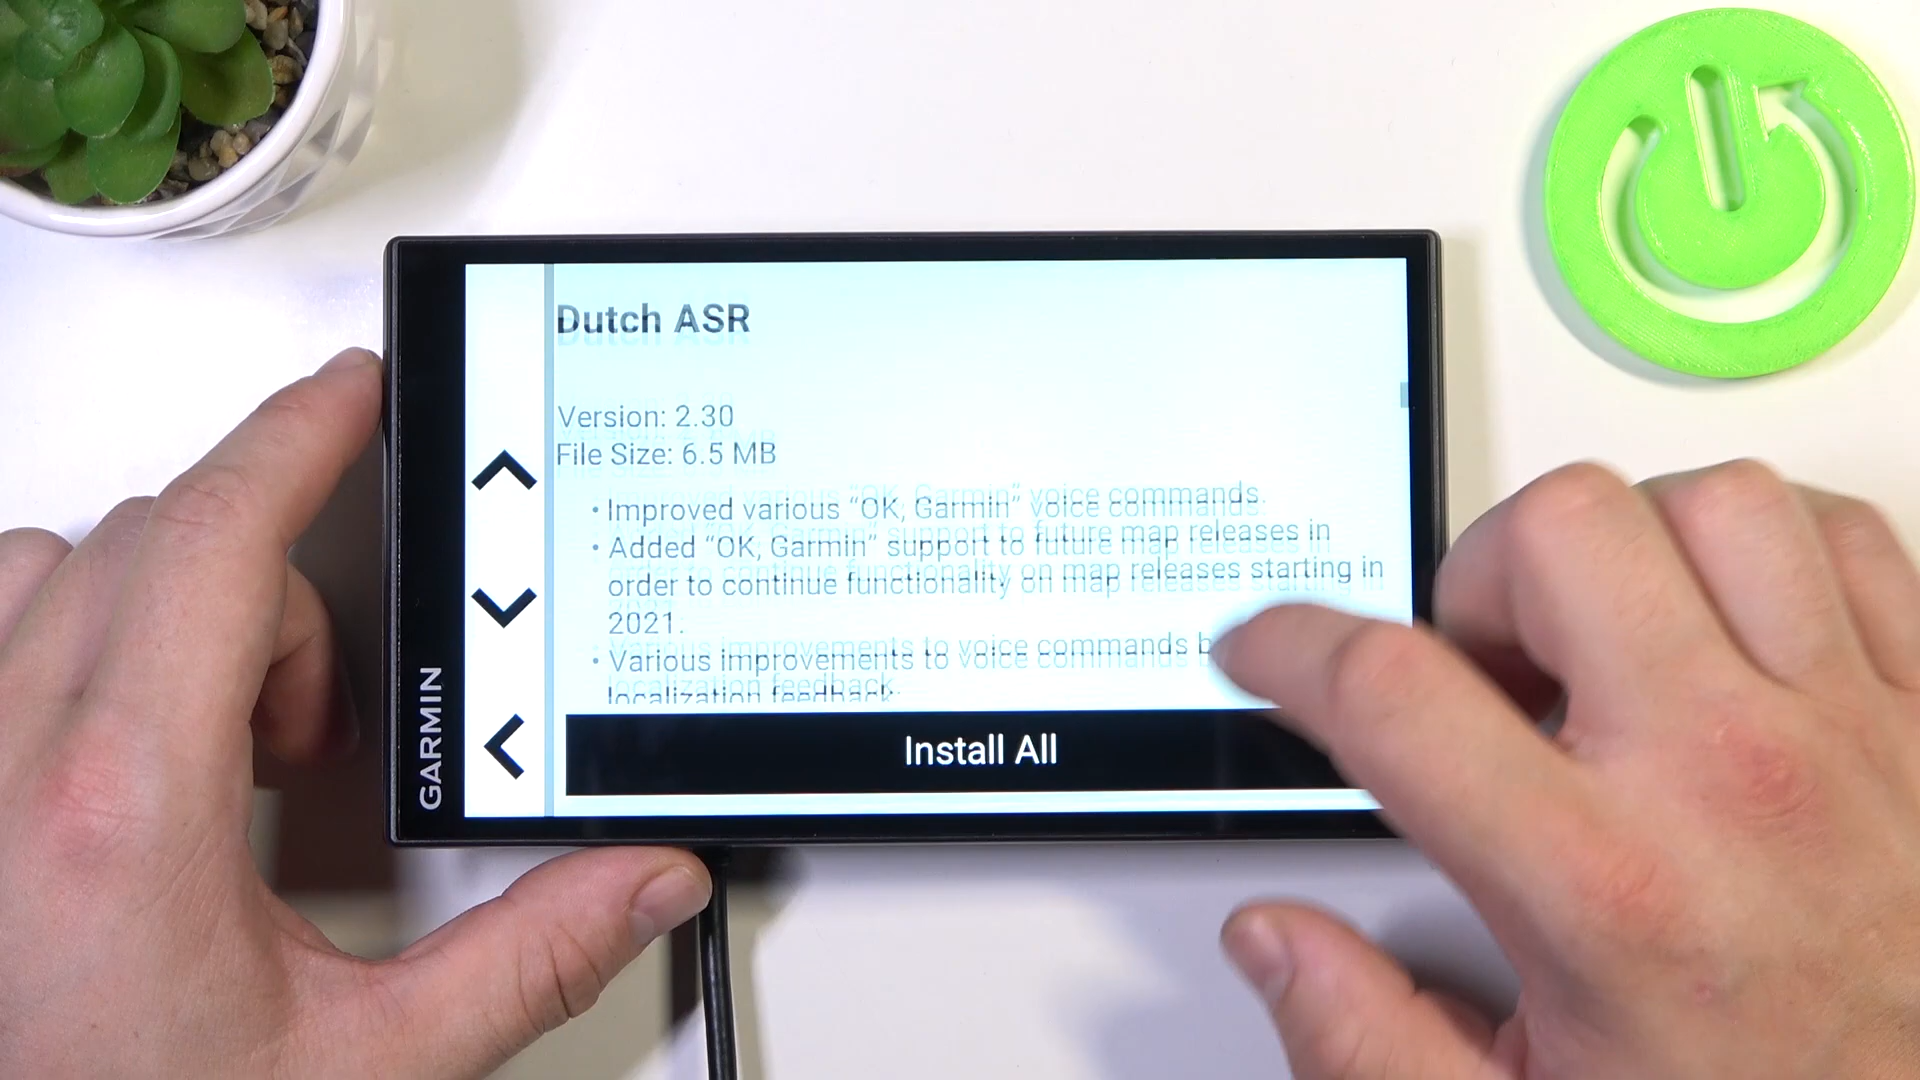 Dutch ASR
Version: 2.30
File Size: 6.5 MB
• Improved various “OK, Garmin” voice commands.
• Added “OK, Garmin” support to future map releases in
order to continue functionality on map releases starting in
2021.
• Various improvements to voice commands
localization feedback.
Install All
GARMIN